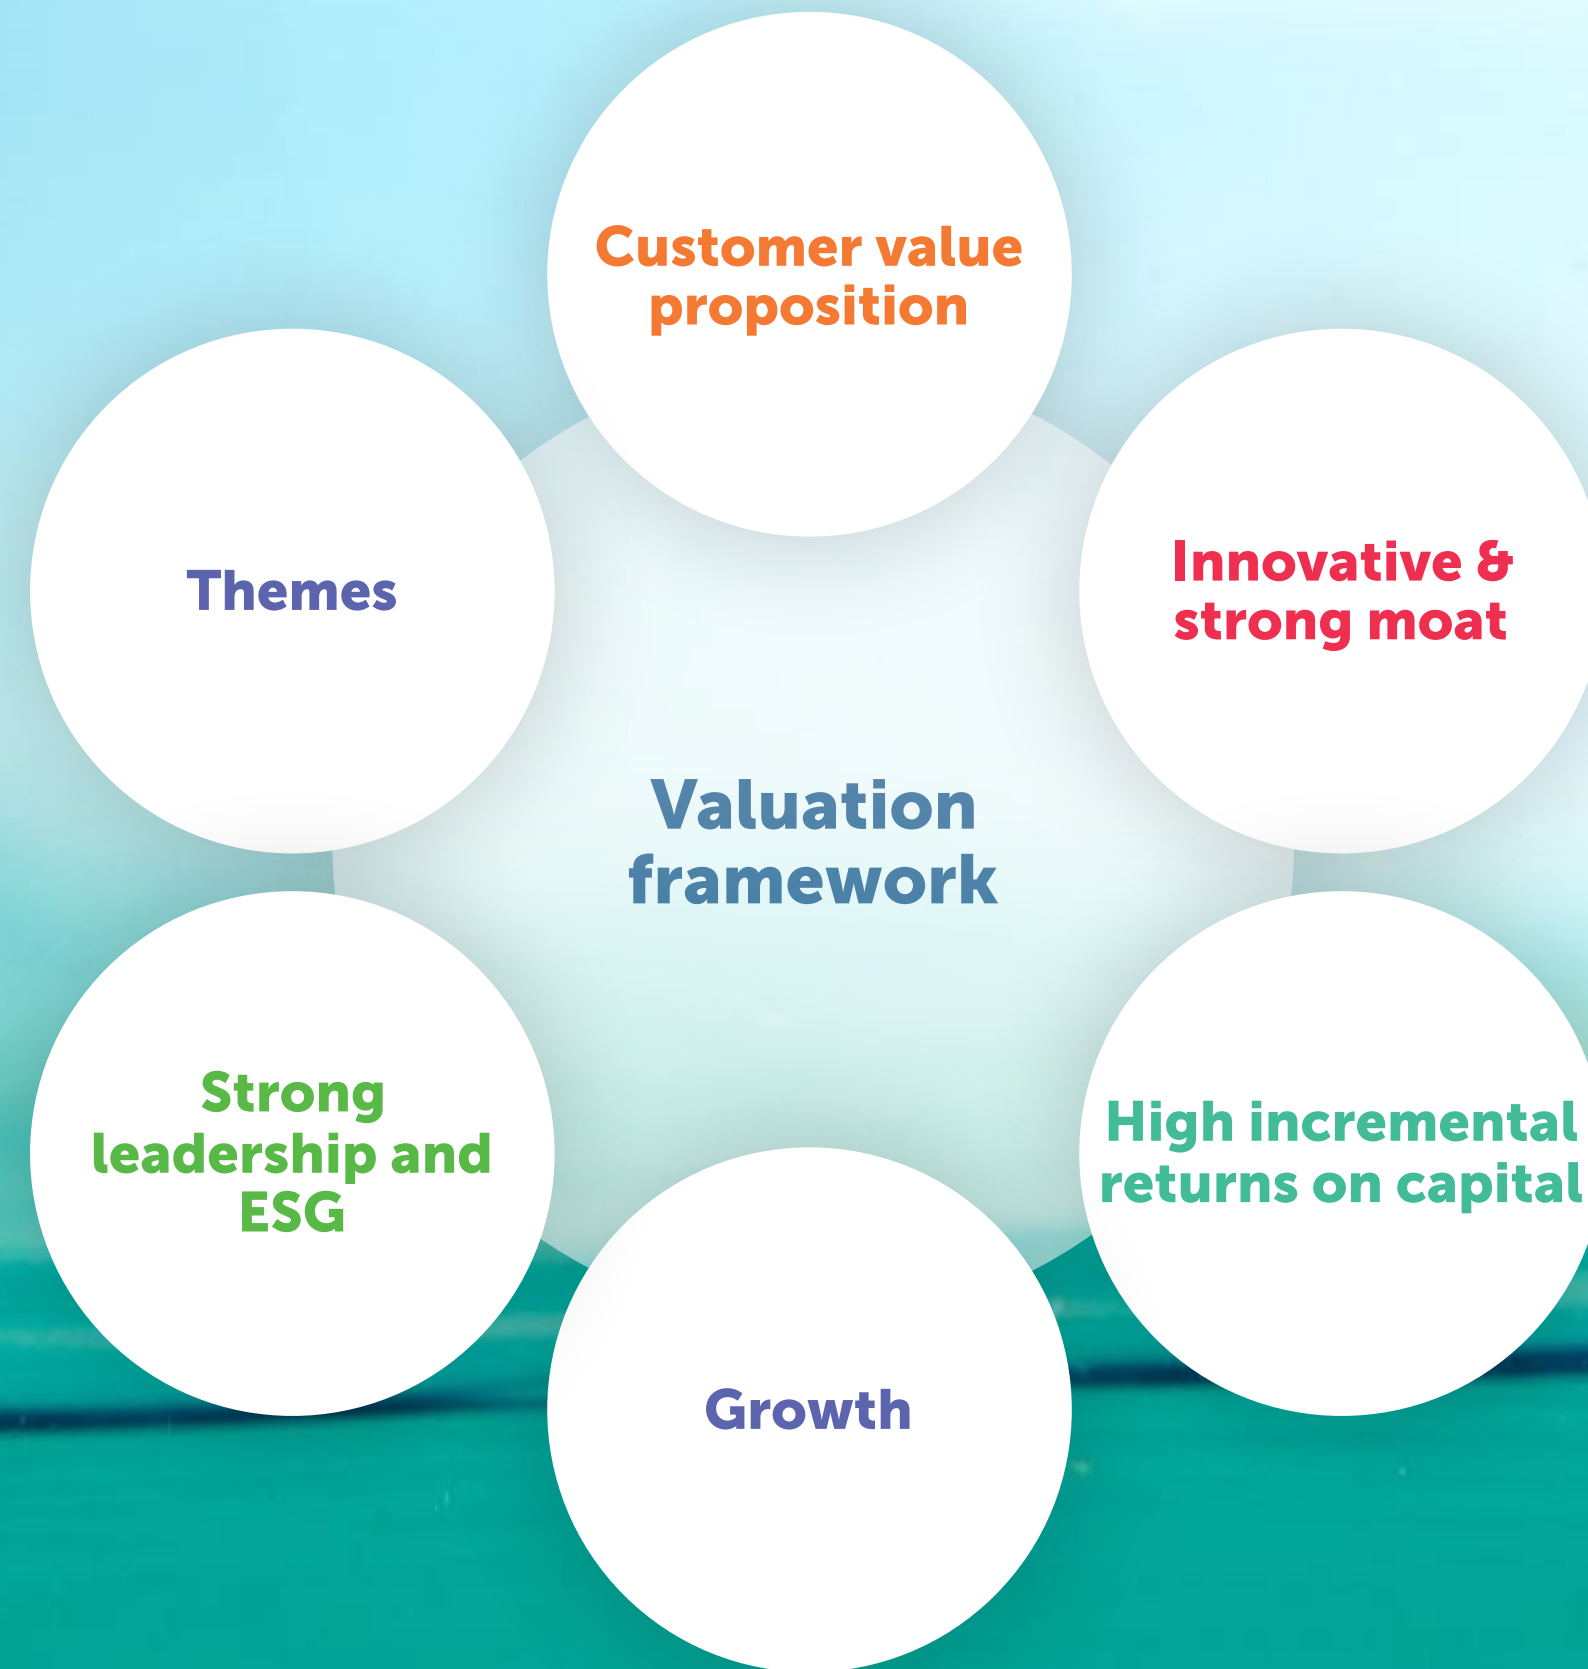 Customer value
proposition
Themes
Innovative &
strong moat
Valuation
framework
Strong
leadership and
ESG
High incremental
returns on capital
Growth